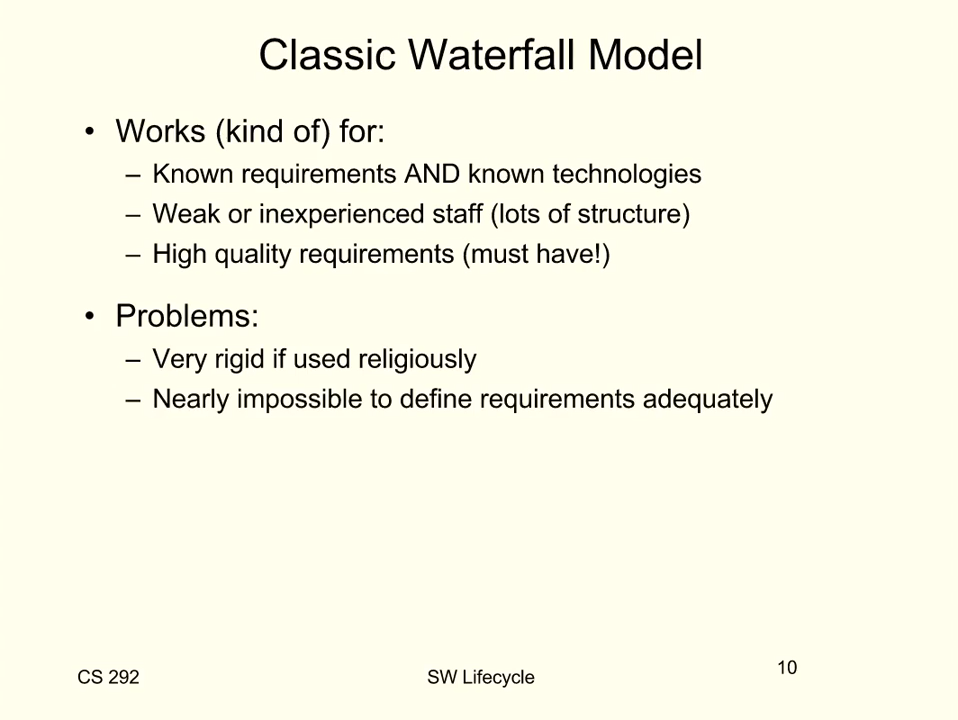 Classic Waterfall Model
• Works (kind of) for:
– Known requirements AND known technologies
– Weak or inexperienced staff (lots of structure)
– High quality requirements (must have!)
• Problems:
– Very rigid if used religiously
– Nearly impossible to define requirements adequately
CS 292
SW Lifecycle
10